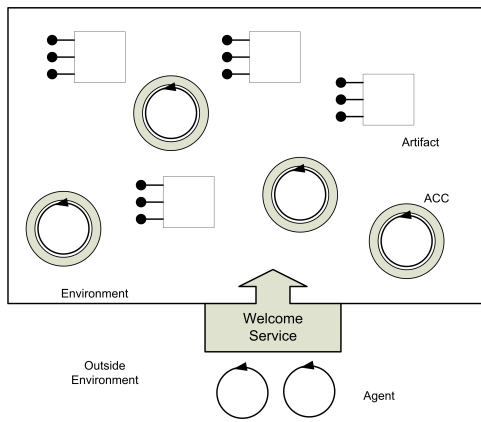 Artifact
ACC
Environment
Welcome
Service
Outside
Environment
Agent